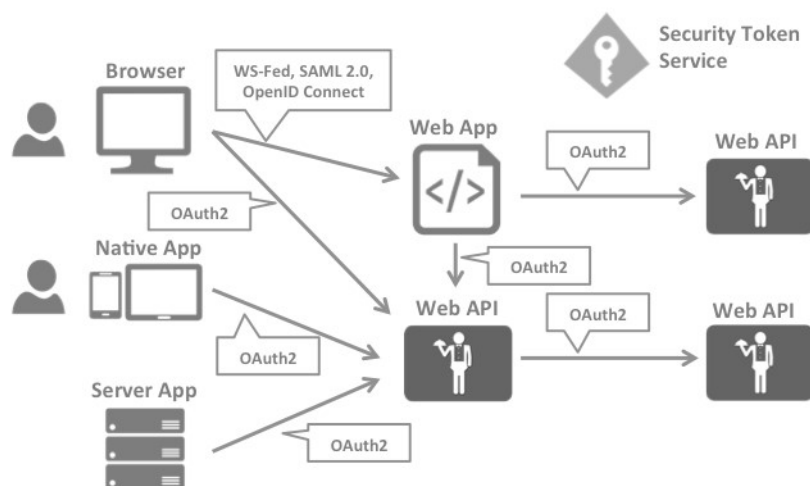 Security Token
Service
Browser
WS-Fed, SAML 2.0,
OpenID Connect
Web App
Web API
OAuth2
OAuth2
Native App
OAuth2
Web API
OAuth2
Web API
OAuth2
Server App
OAuth2